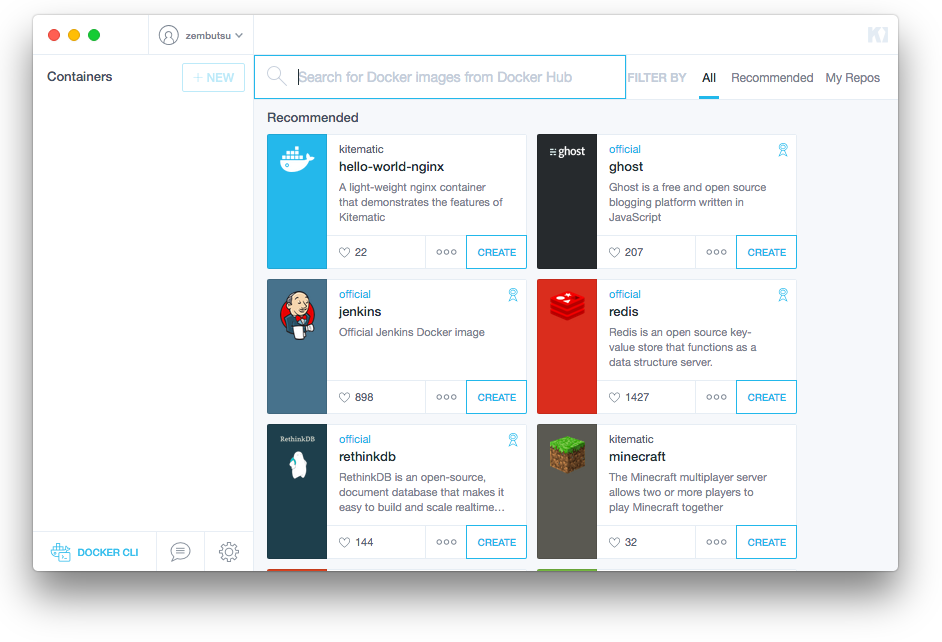 zembutsu
Containers
+ NEW
Search for Docker images from Docker Hub
FILTER BY
All
Recommended
My Repos
Recommended
kitematic
hello-world-nginx
A light-weight nginx container
that demonstrates the features of
Kitematic
22
CREATE
ghost
official
ghost
Ghost is a free and open source
blogging platform written in
JavaScript
207
CREATE
official
jenkins
Official Jenkins Docker image
898
CREATE
official
redis
Redis is an open source key-
value store that functions as a
data structure server.
1427
CREATE
RethinkDB
official
rethinkdb
RethinkDB is an open-source,
document database that makes it
easy to build and scale realtime…
144
CREATE
kitematic
minecraft
The Minecraft multiplayer server
allows two or more players to
play Minecraft together
32
CREATE
DOCKER CLI